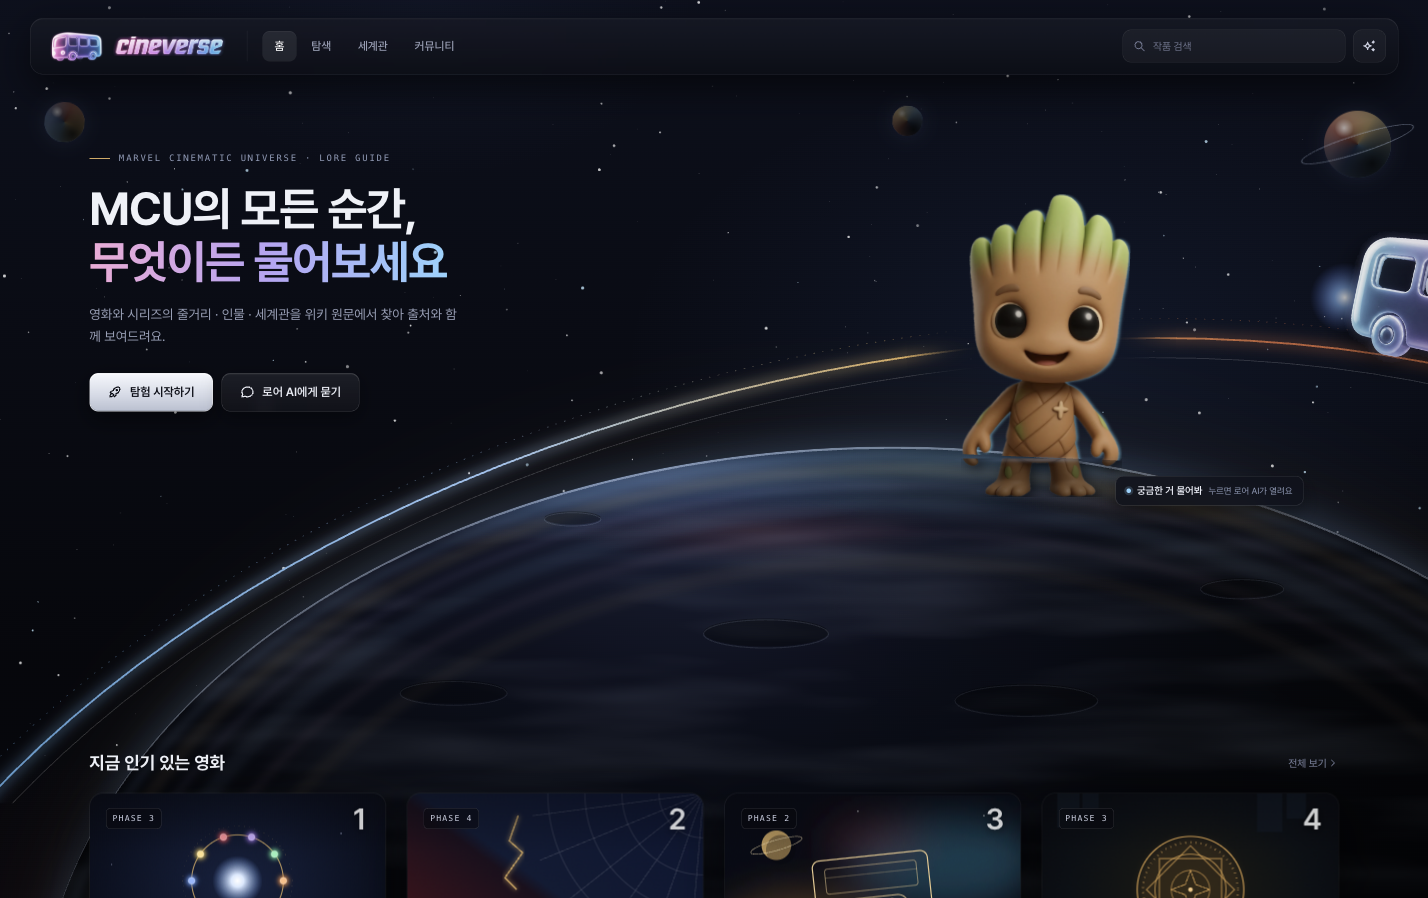 cineverse
홈
탐색
세계관
커뮤니티
작품 검색
MARVEL CINEMATIC UNIVERSE · LORE GUIDE
MCU의 모든 순간,
무엇이든 물어보세요
영화와 시리즈의 줄거리 · 인물 · 세계관을 위키 원문에서 찾아 출처와 함
께 보여드려요.
탐험 시작하기
로어 AI에게 묻기
궁금한 거 물어봐 누르면 로어 AI가 열려요
지금 인기 있는 영화
전체 보기
PHASE 3
1
PHASE 4
2
PHASE 2
3
PHASE 3
4